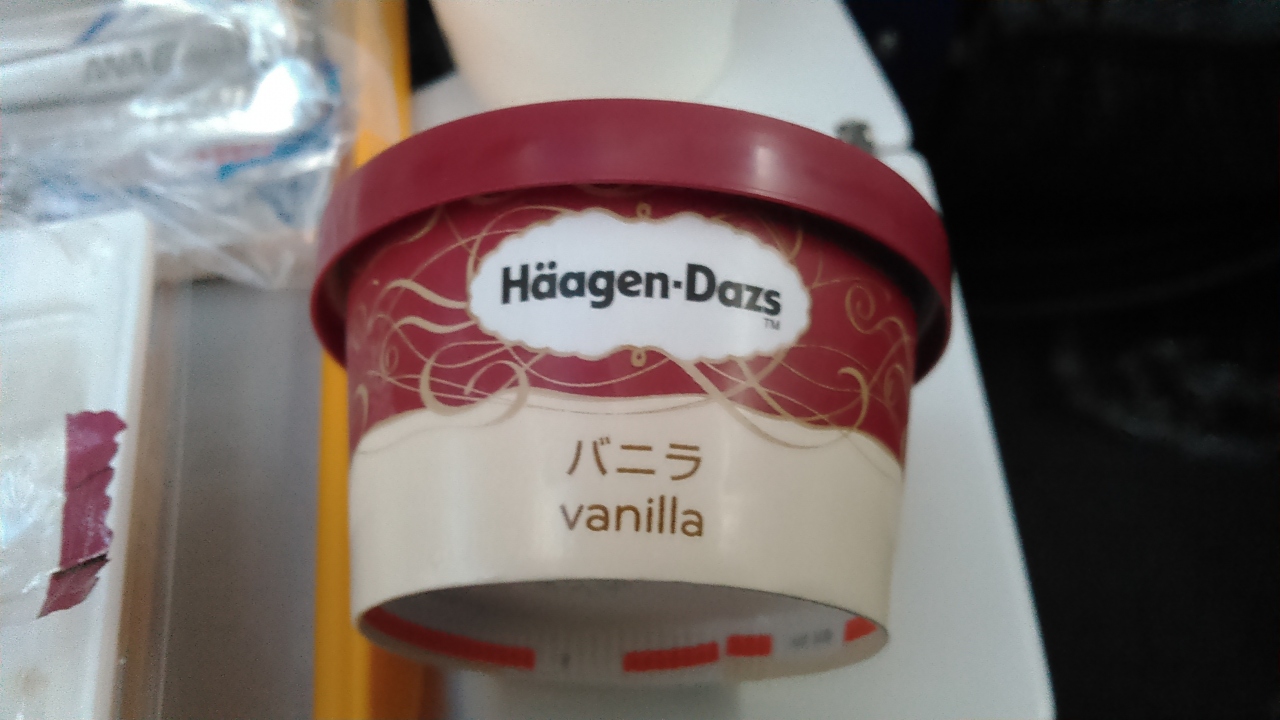 Häagen-Dazs
TM
バニラ
vanilla